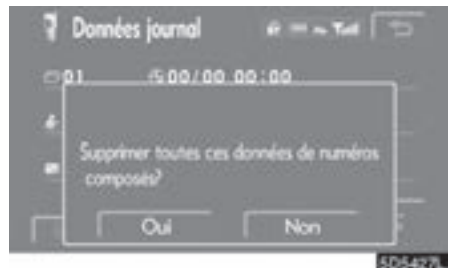 Données journal
01 00/00 00:00
Supprimer toutes ces données de numéros
composés?
Oui Non
5D5427L